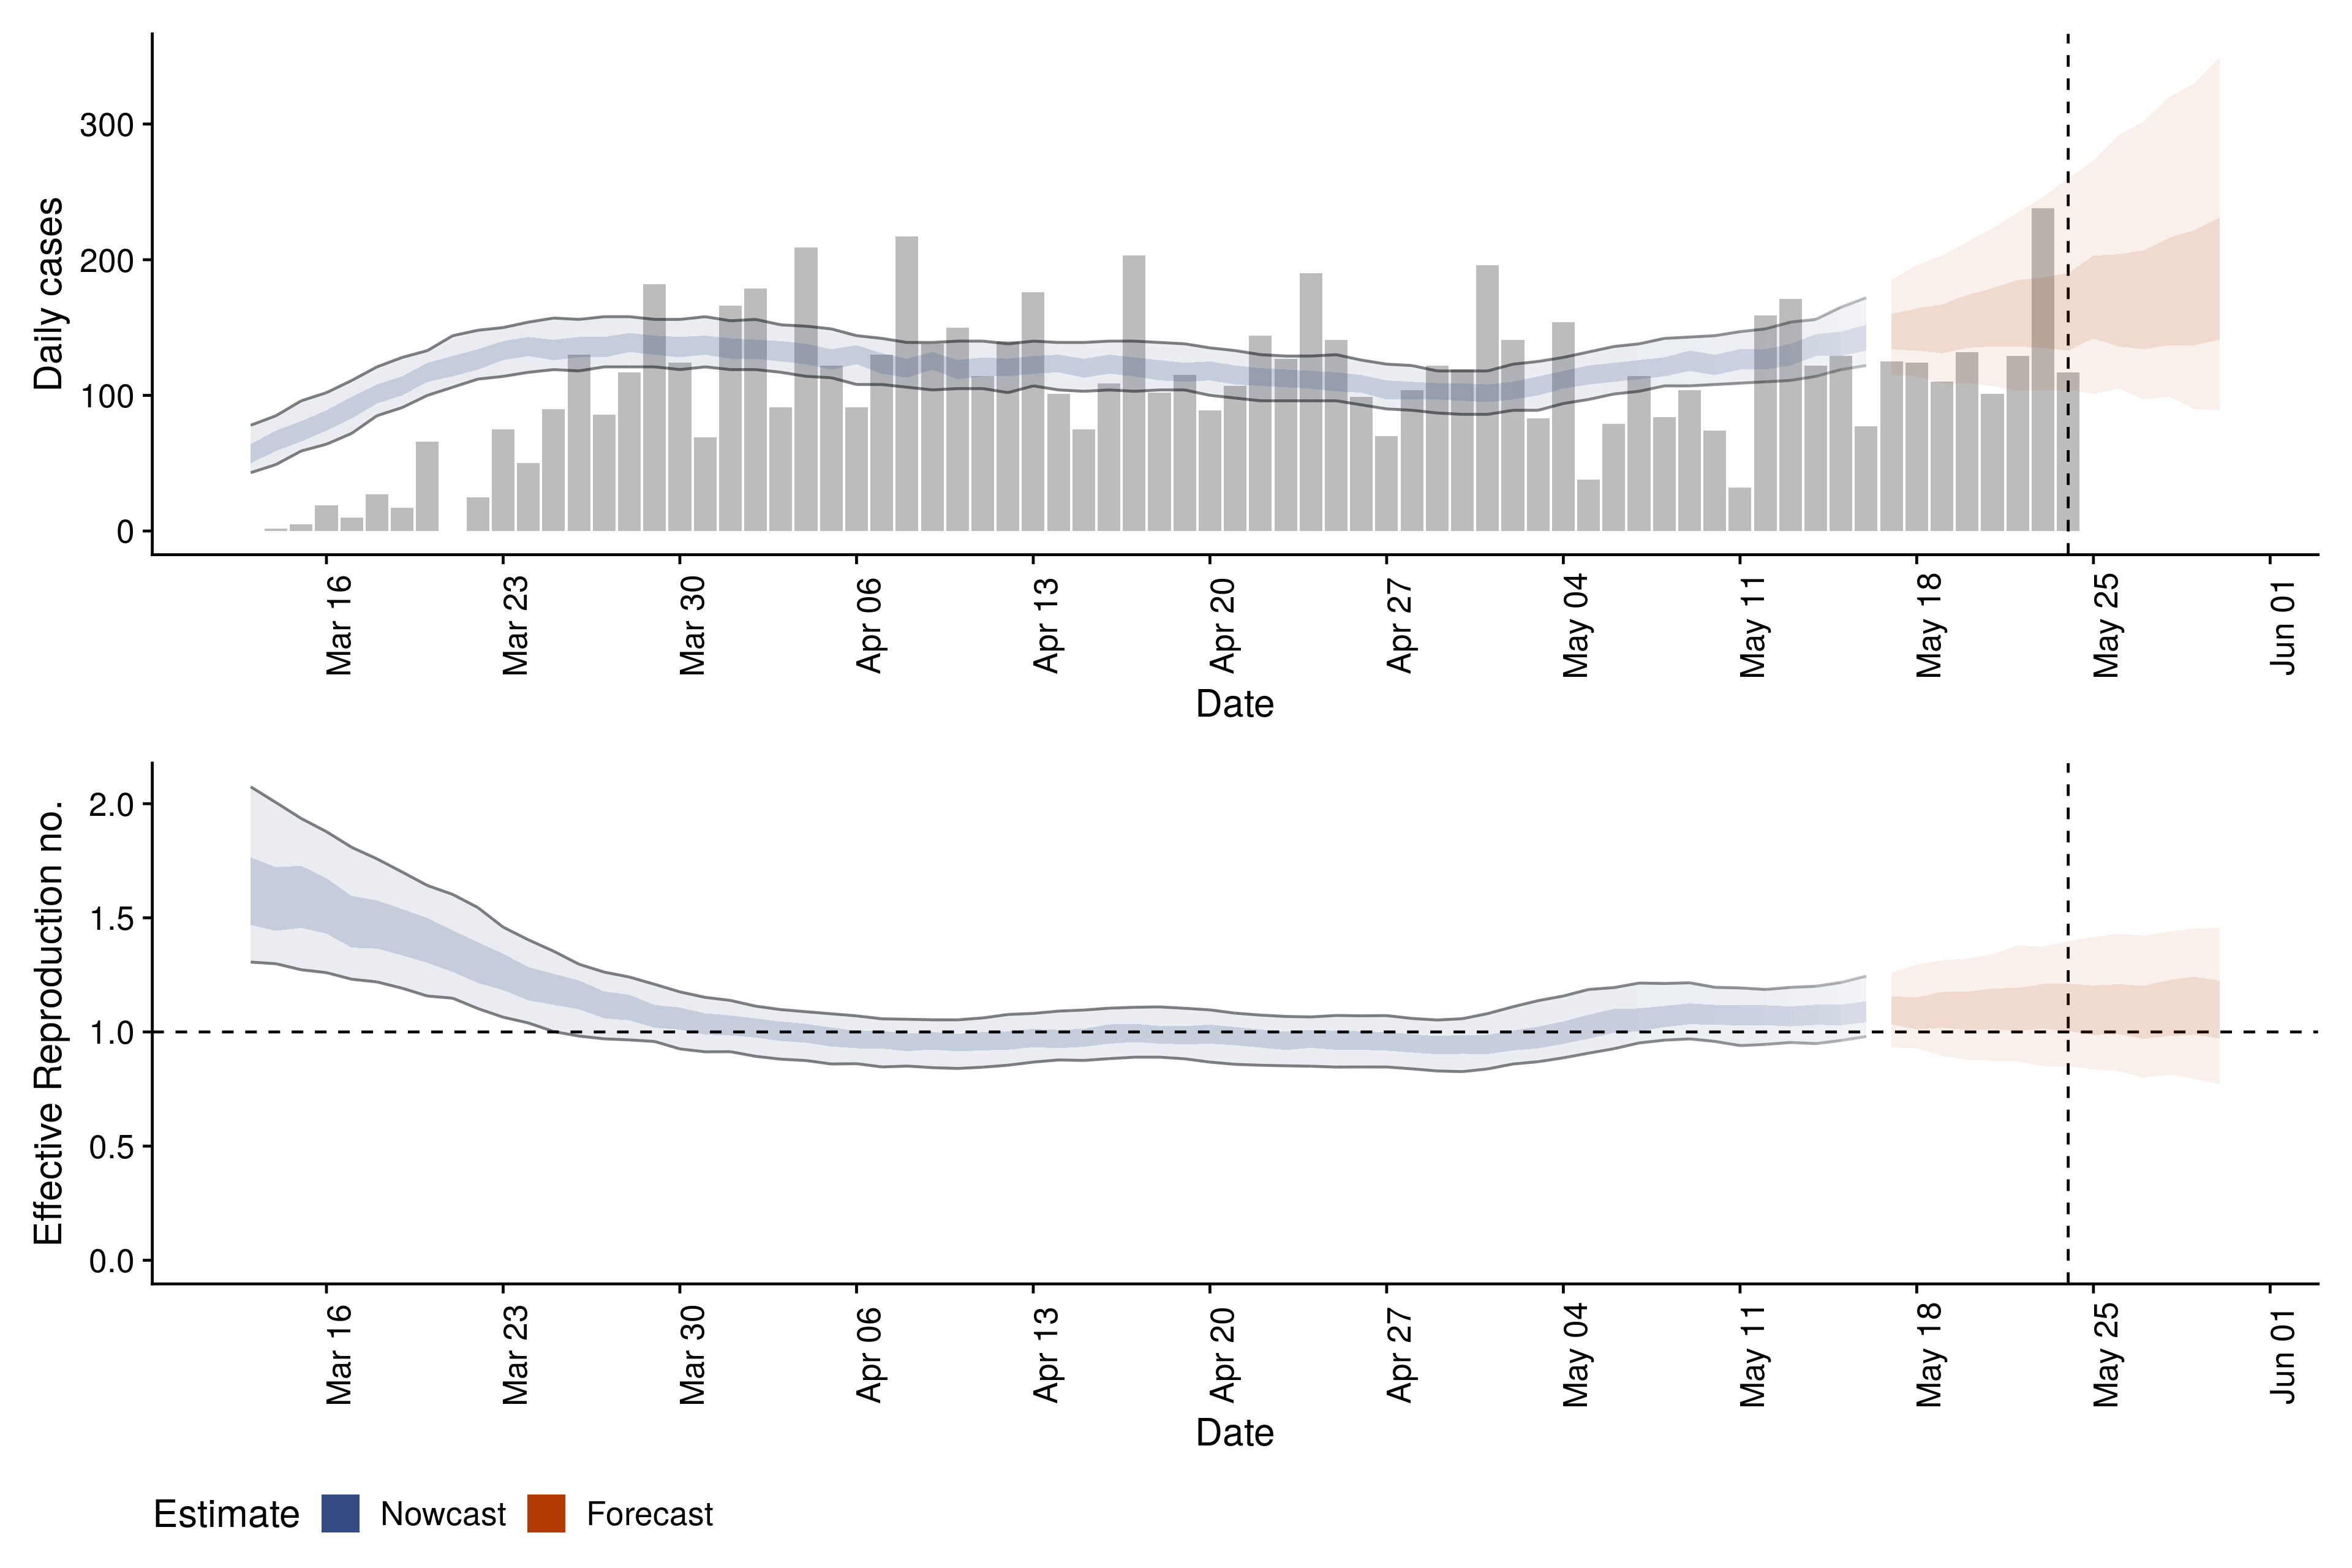 Daily cases
300
200
100
0
Mar 16
Mar 23
Mar 30
Apr 06
Apr 13
Apr 20
Apr 27
May 04
May 11
May 18
May 25
Jun 01
Date
Effective Reproduction no.
2.0
1.5
1.0
0.5
0.0
Mar 16
Mar 23
Mar 30
Apr 06
Apr 13
Apr 20
Apr 27
May 04
May 11
May 18
May 25
Jun 01
Date
Estimate Nowcast Forecast